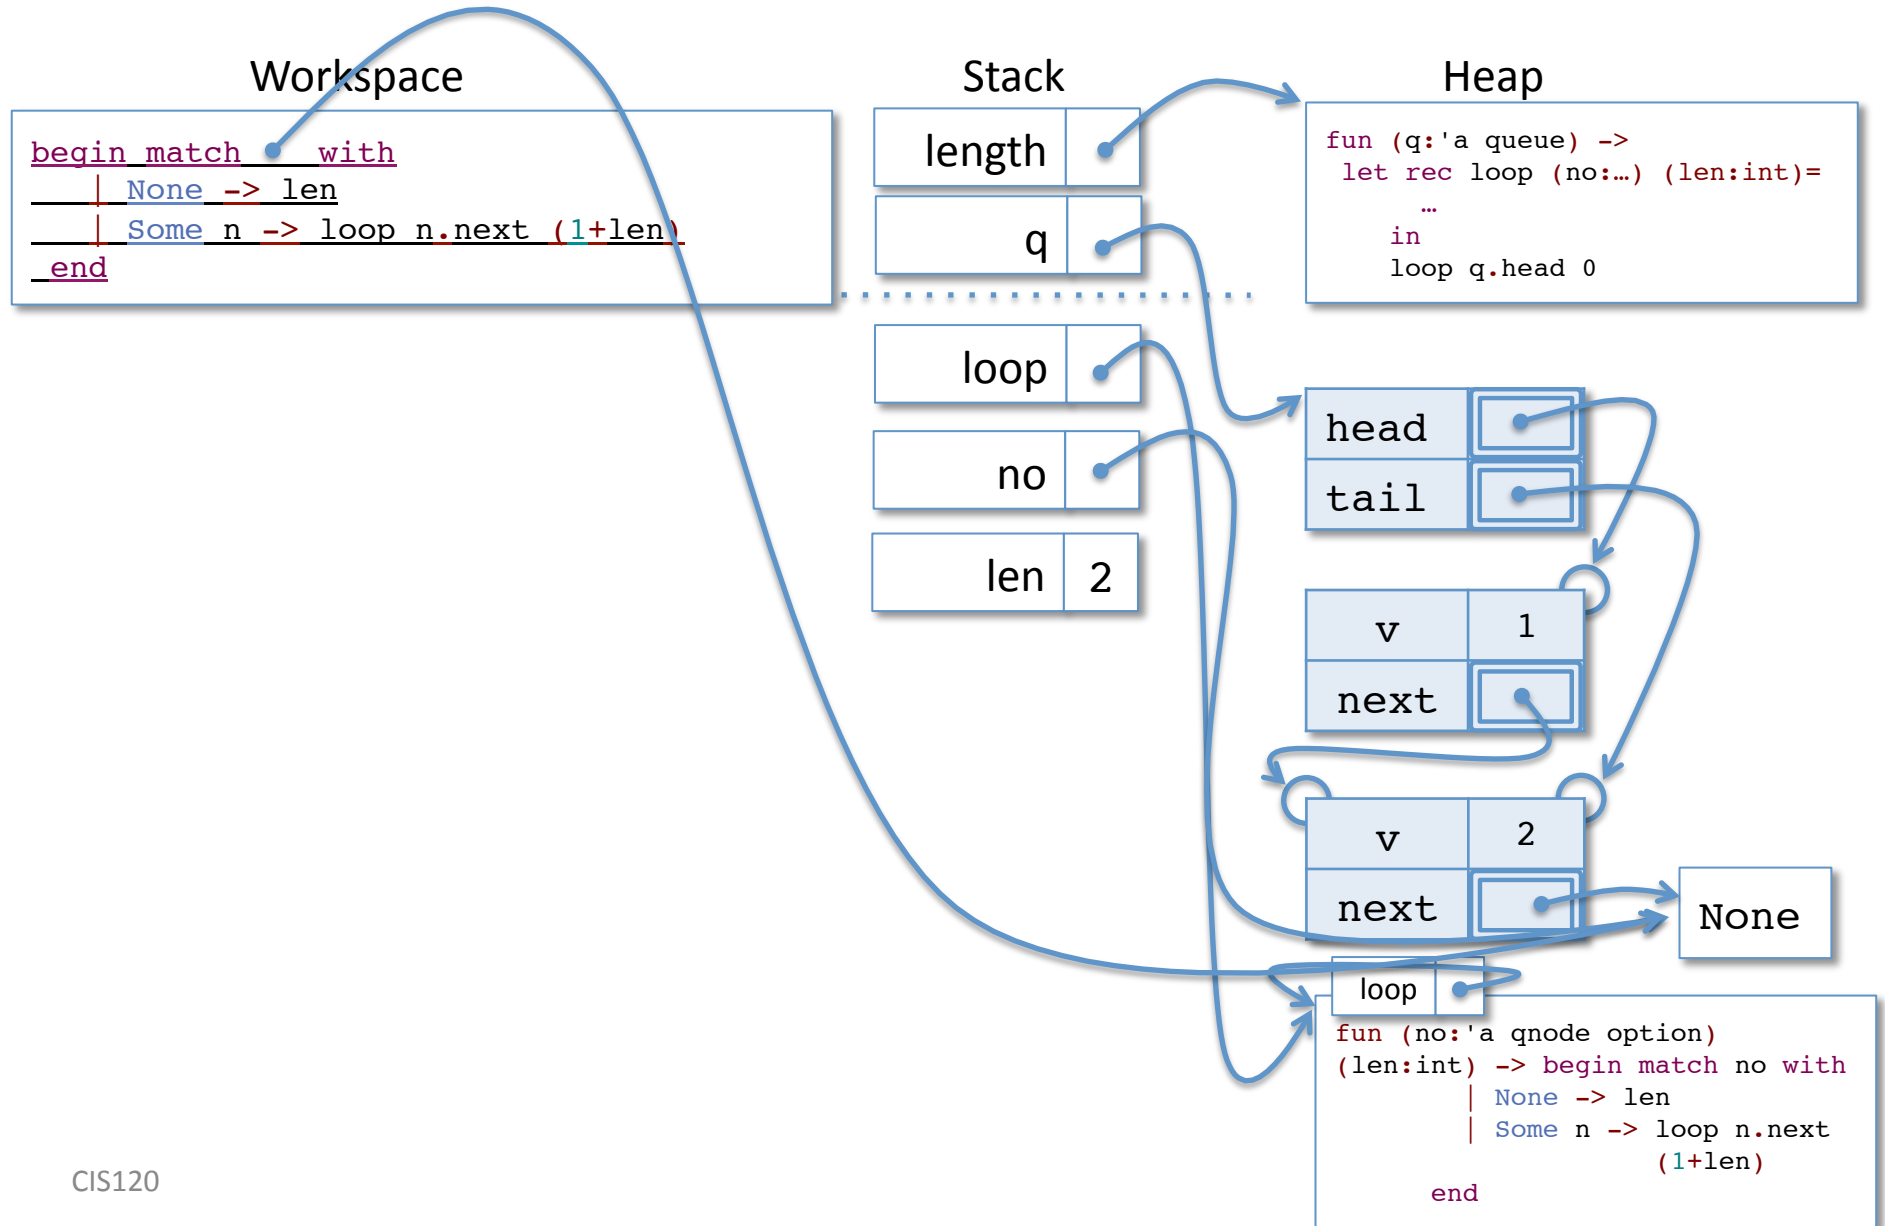 Workspace
begin match with
| None -> len
| Some n -> loop n.next (1+len)
end
Stack
length
q
loop
no
len 2
Heap
fun (q:'a queue) ->
let rec loop (no:…) (len:int)=
…
in
loop q.head 0
head
tail
v 1
next
v 2
next
None
loop
fun (no:'a qnode option)
(len:int) -> begin match no with
| None -> len
| Some n -> loop n.next
(1+len)
end
CIS120